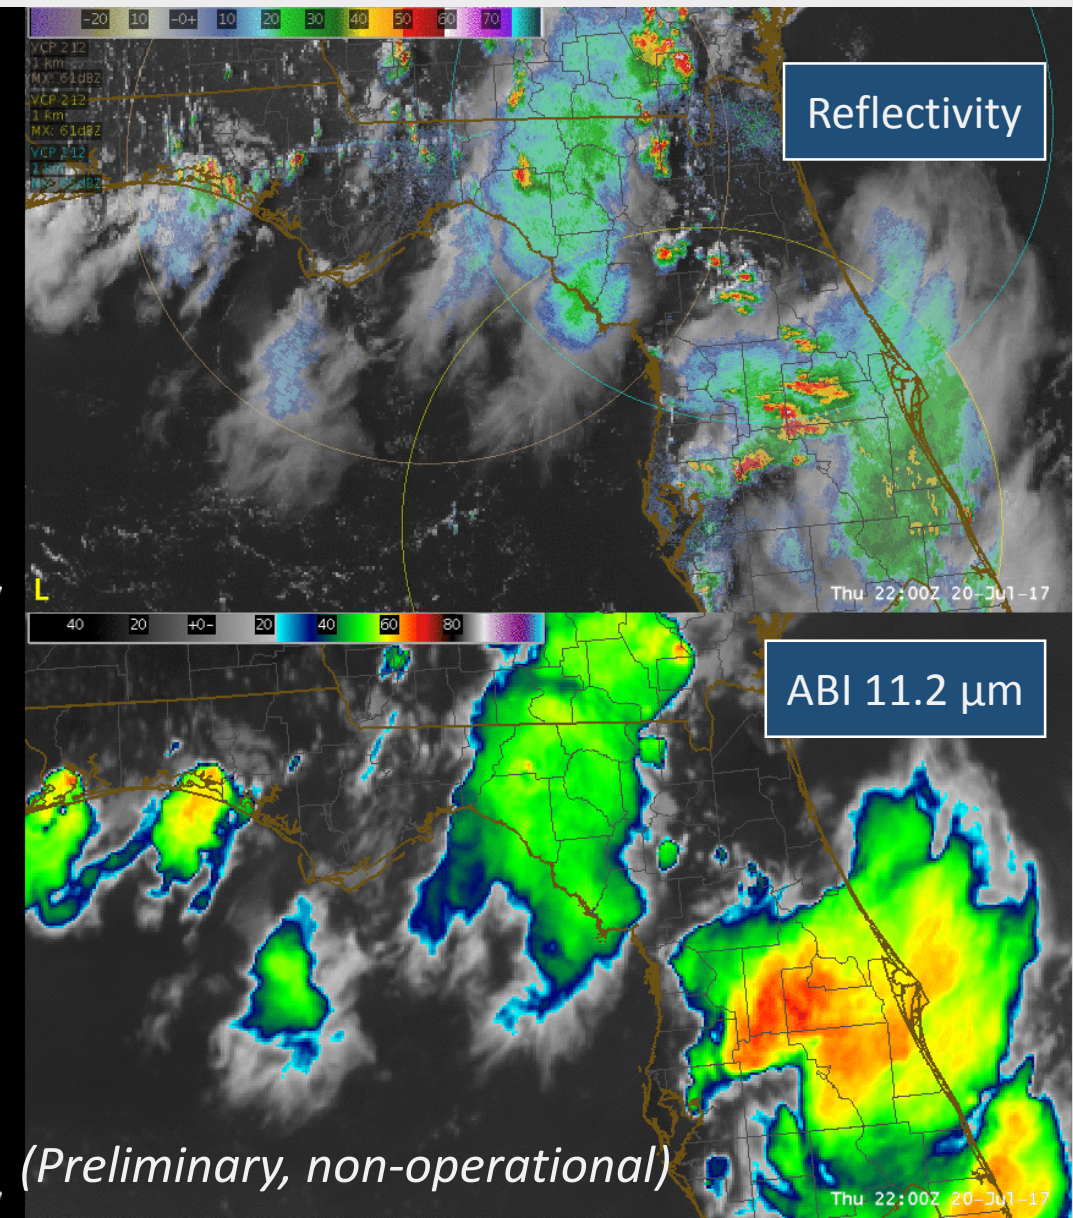 -20 10 -0+ 10 20 30 40 50 60 70
VCP 212
1 km
MX: 61dBZ
VCP 212
1 km
MX: 61dBZ
VCP 212
1 km
Reflectivity
L
Thu 22:00Z 20-Jul-17
40 20 +0- 20 40 60 80
ABI 11.2 µm
(Preliminary, non-operational)
Thu 22:00Z 20-Jul-17